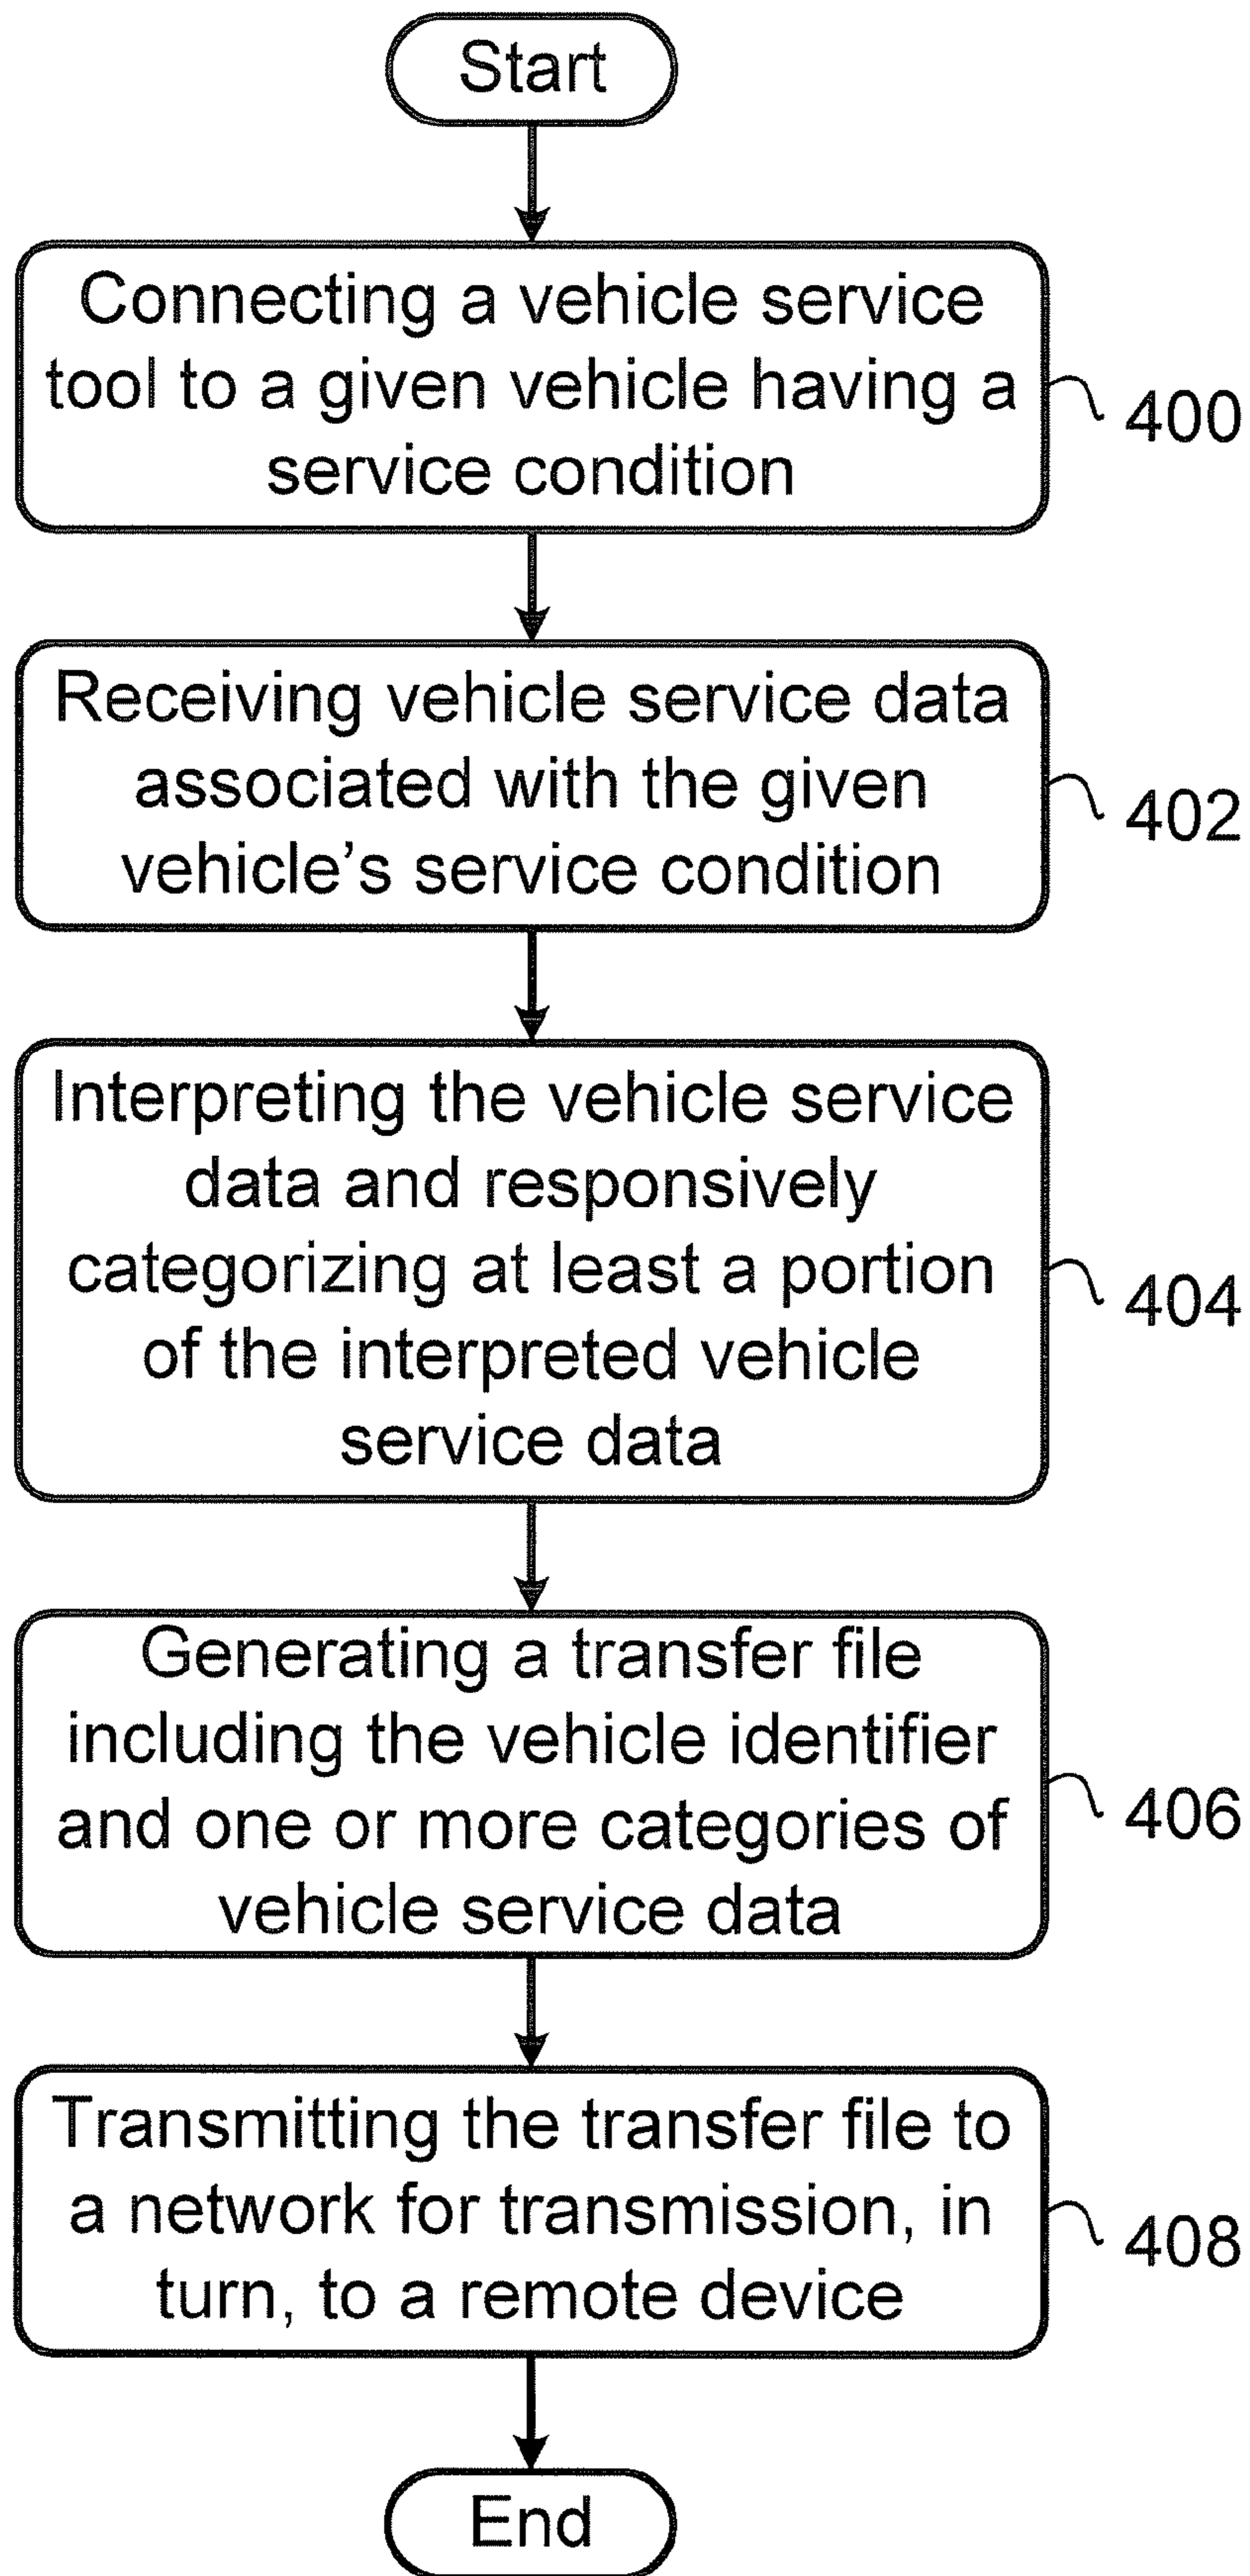 Start
Connecting a vehicle service
tool to a given vehicle having a
service condition
400
Receiving vehicle service data
associated with the given
vehicle’s service condition
402
Interpreting the vehicle service
data and responsively
categorizing at least a portion
of the interpreted vehicle
service data
404
Generating a transfer file
including the vehicle identifier
and one or more categories of
vehicle service data
406
Transmitting the transfer file to
a network for transmission, in
turn, to a remote device
408
End